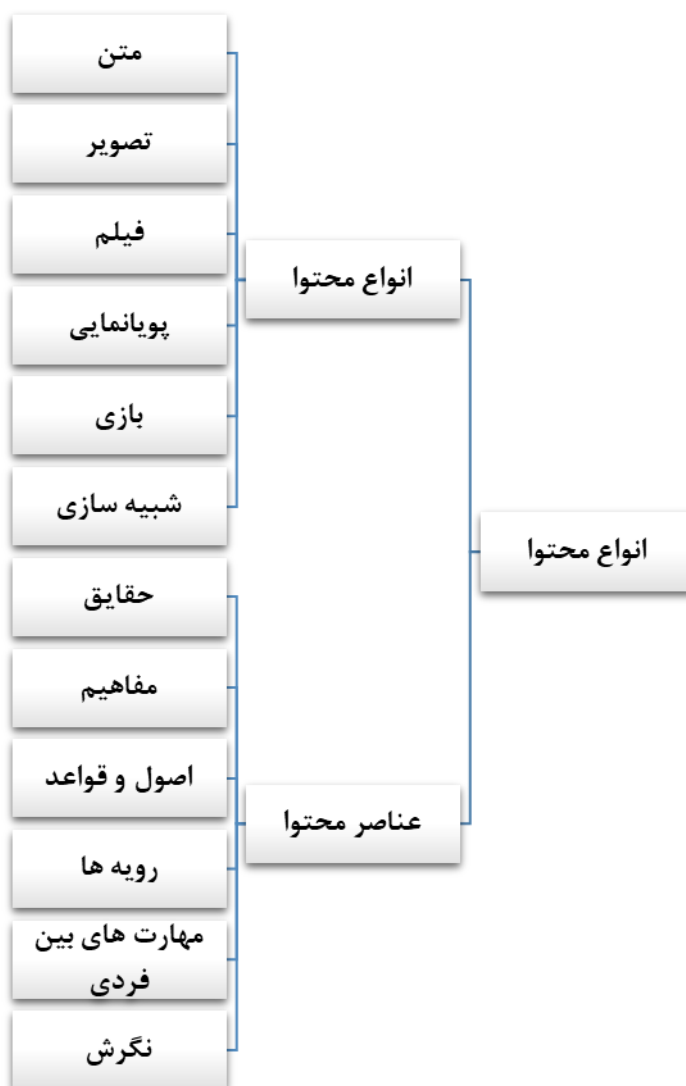 متن
تصویر
فیلم
انواع محتوا
پویانمایی
بازی
شبیه سازی
انواع محتوا
حقایق
مفاهیم
اصول و قواعد
عناصر محتوا
رویه ها
مهارت های بین
فردی
نگرش